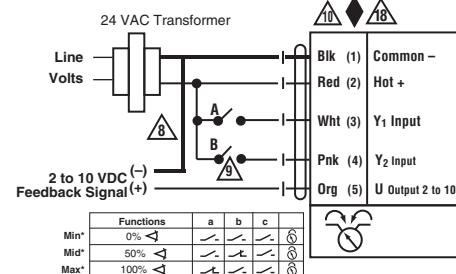 24 VAC Transformer
10 18
Line
Volts
Blk (1) Common –
Red (2) Hot +
A
Wht (3) Y1 Input
8
B
Pnk (4) Y2 Input
9
2 to 10 VDC (–)
Feedback Signal (+)
Org (5) U Output 2 to 10
Functions a b c
Min* 0%
Mid* 50%
Max* 100%